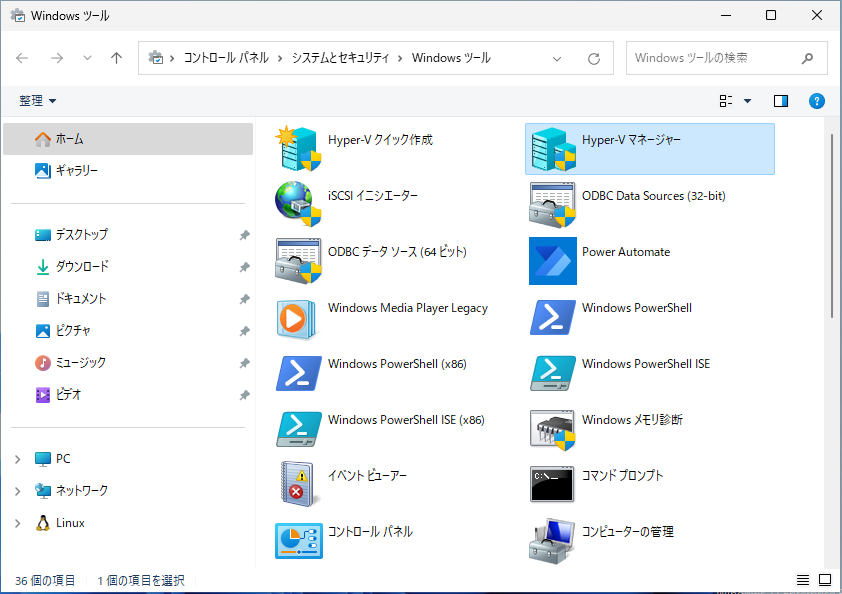 Windows ツール
コントロール パネル
システムとセキュリティ
Windows ツール
Windows ツールの検索
整理
ホーム
ギャラリー
デスクトップ
ダウンロード
ドキュメント
ピクチャ
ミュージック
ビデオ
PC
ネットワーク
Linux
Hyper-V クイック作成
Hyper-V マネージャー
iSCSI イニシエーター
ODBC Data Sources (32-bit)
ODBC データ ソース (64 ビット)
Power Automate
Windows Media Player Legacy
Windows PowerShell
Windows PowerShell (x86)
Windows PowerShell ISE
Windows PowerShell ISE (x86)
Windows メモリ診断
イベント ビューアー
コマンド プロンプト
コントロール パネル
コンピューターの管理
36 個の項目
1 個の項目を選択